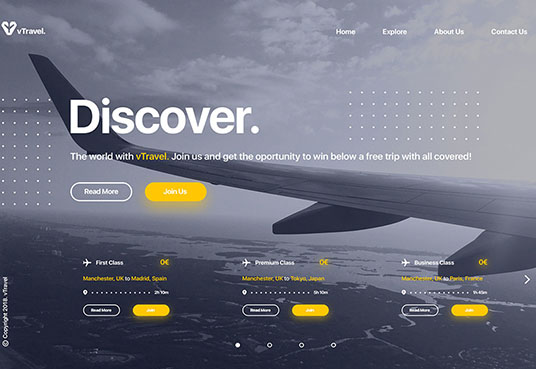 vTravel.
Home Explore About Us Contact Us
Discover.
The world with vTravel. Join us and get the oportunity to win below a free trip with all covered!
Read More Join Us
First Class 0€
Manchester, UK to Madrid, Spain
2h 10m
Read More Join
Premium Class 0€
Manchester, UK to Tokyo, Japan
5h 10m
Read More Join
Business Class 0€
Manchester, UK to Paris, France
1h 45m
Read More Join
© Copyright 2018. vTravel